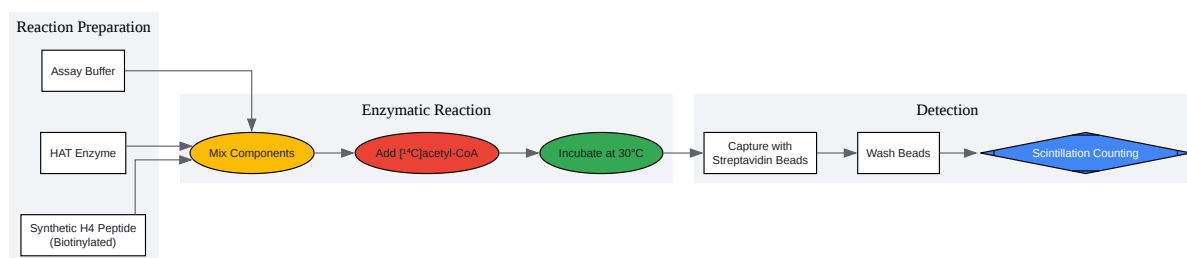 Reaction Preparation
Assay Buffer
HAT Enzyme
Synthetic H4 Peptide
(Biotinylated)
Enzymatic Reaction
Mix Components
Add [¹⁴C]acetyl-CoA
Incubate at 30°C
Detection
Capture with
Streptavidin Beads
Wash Beads
Scintillation Counting